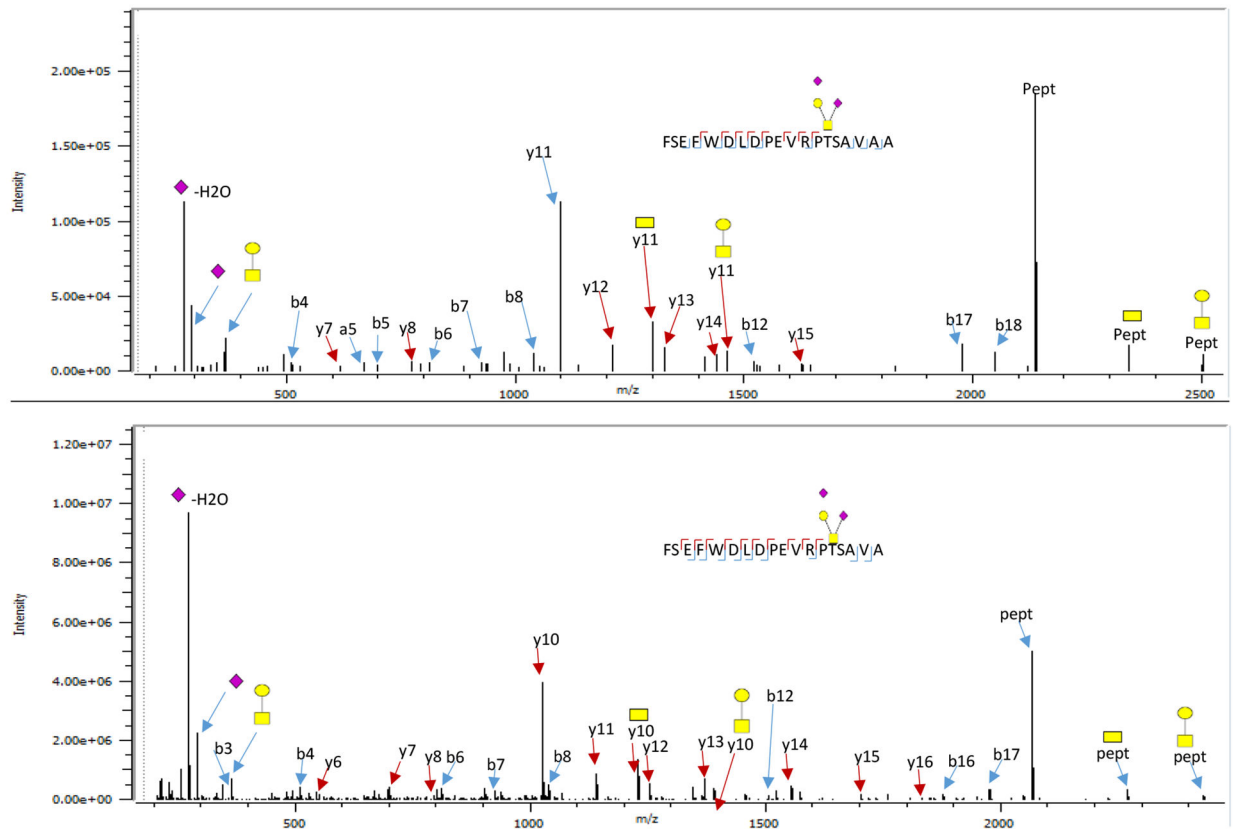 Intensity
2.00e+05
1.50e+05
1.00e+05
5.00e+04
0.00e+00
-H2O
b4
y7
a5
b5
y8
b6
b7
b8
y11
y12
y11
y13
y14
y11
b12
y15
b17
b18
Pept
Pept
Pept
FSEFWDLDPEVRPTSAVAA
500
1000
m/z
1500
2000
2500
Intensity
1.20e+07
1.00e+07
8.00e+06
6.00e+06
4.00e+06
2.00e+06
0.00e+00
-H2O
b3
b4
y6
y7
y8
b6
b7
y10
b8
y11
y10
y12
y13
y10
b12
y14
y15
y16
b16
b17
pept
pept
pept
FSEFWDLDPEVRPTSAVA
500
1000
m/z
1500
2000